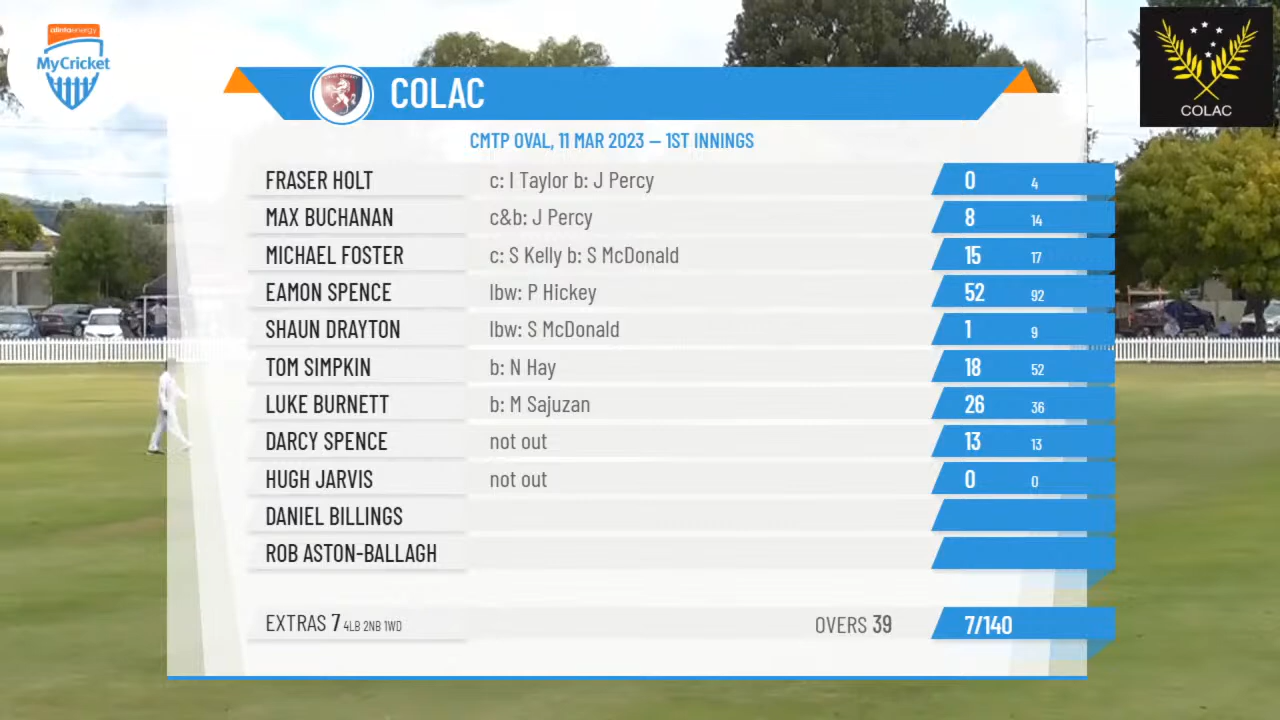 alintaenergy
MyCricket
COLAC
COLAC
CMTP OVAL, 11 MAR 2023 – 1ST INNINGS
FRASER HOLT c: I Taylor b: J Percy 0 4
MAX BUCHANAN c&b: J Percy 8 14
MICHAEL FOSTER c: S Kelly b: S McDonald 15 17
EAMON SPENCE lbw: P Hickey 52 92
SHAUN DRAYTON lbw: S McDonald 1 9
TOM SIMPKIN b: N Hay 18 52
LUKE BURNETT b: M Sajuzan 26 36
DARCY SPENCE not out 13 13
HUGH JARVIS not out 0 0
DANIEL BILLINGS
ROB ASTON-BALLAGH
EXTRAS 7 4LB 2NB 1WD OVERS 39 7/140